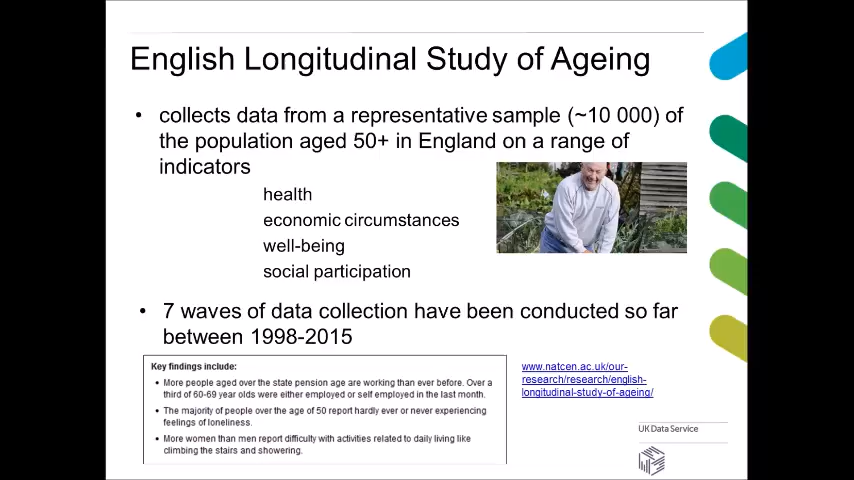 English Longitudinal Study of Ageing
• collects data from a representative sample (~10 000) of
the population aged 50+ in England on a range of
indicators
health
economic circumstances
well-being
social participation
• 7 waves of data collection have been conducted so far
between 1998-2015
Key findings include:
• More people aged over the state pension age are working than ever before. Over a
third of 60-69 year olds were either employed or self employed in the last month.
• The majority of people over the age of 50 report hardly ever or never experiencing
feelings of loneliness.
• More women than men report difficulty with activities related to daily living like
climbing the stairs and showering.
www.natcen.ac.uk/our-
research/research/english-
longitudinal-study-of-ageing/
UK Data Service